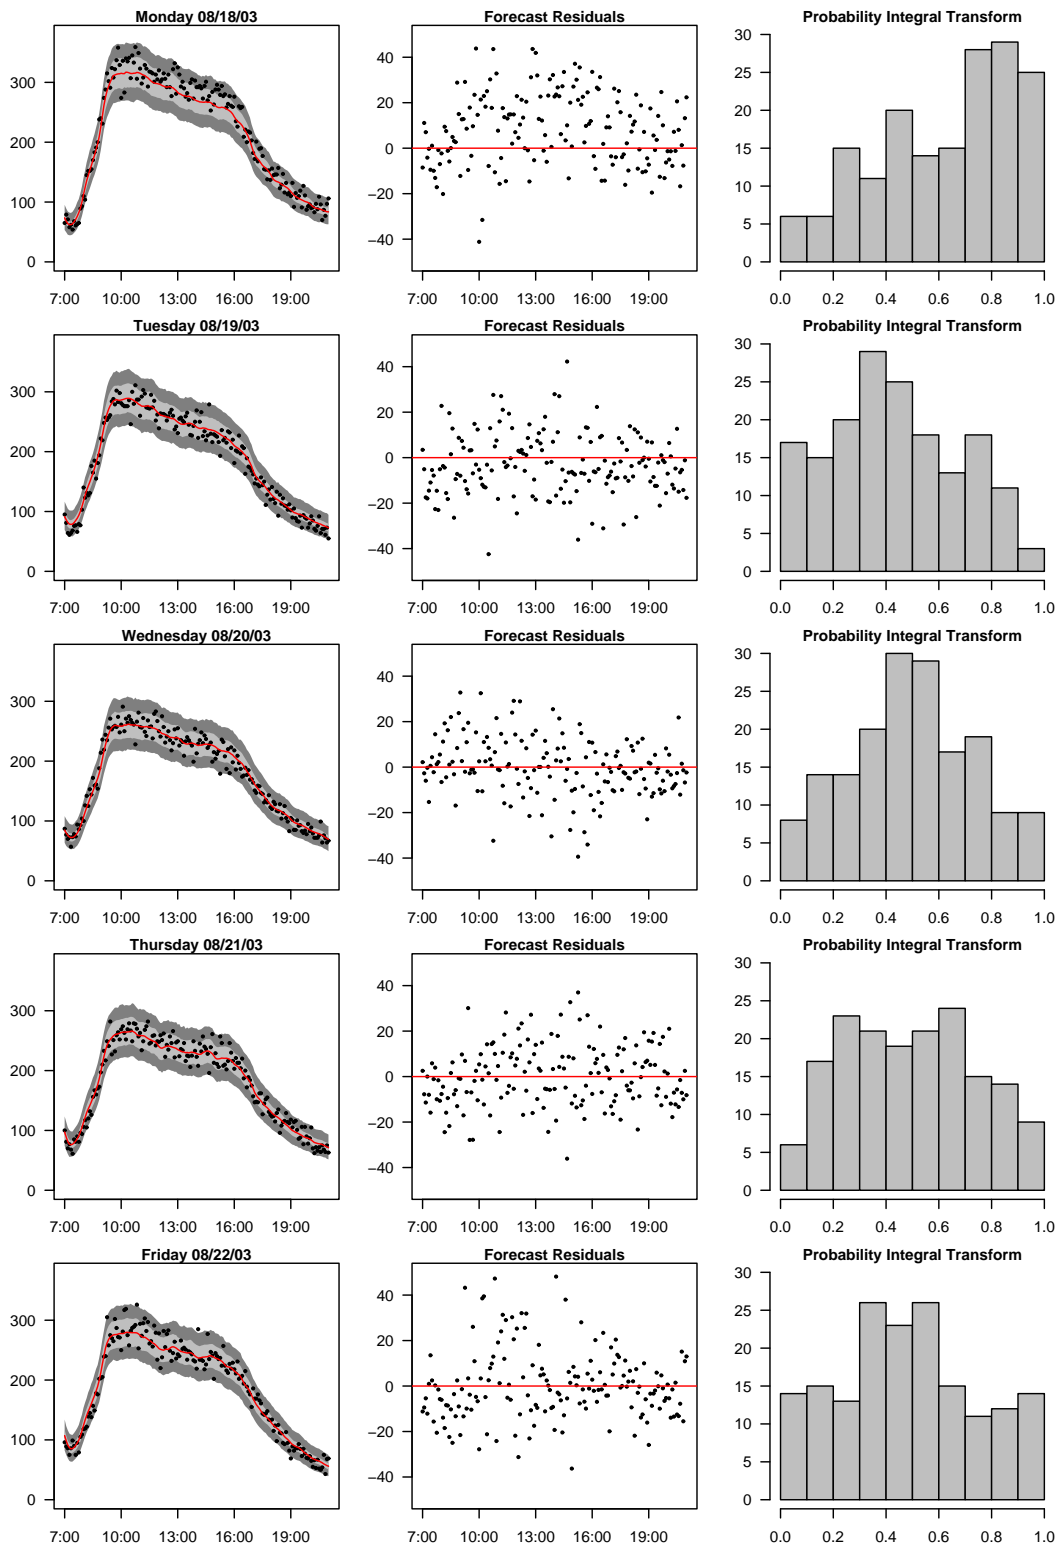 Monday 08/18/03 Forecast Residuals Probability Integral Transform
300 40 30
200 20 25
100 0 20
0 −20 15
−40 10
5
0
7:00 10:00 13:00 16:00 19:00 7:00 10:00 13:00 16:00 19:00 0.0 0.2 0.4 0.6 0.8 1.0
Tuesday 08/19/03 Forecast Residuals Probability Integral Transform
300 40 30
200 20 25
100 0 20
0 −20 15
−40 10
5
0
7:00 10:00 13:00 16:00 19:00 7:00 10:00 13:00 16:00 19:00 0.0 0.2 0.4 0.6 0.8 1.0
Wednesday 08/20/03 Forecast Residuals Probability Integral Transform
300 40 30
200 20 25
100 0 20
0 −20 15
−40 10
5
0
7:00 10:00 13:00 16:00 19:00 7:00 10:00 13:00 16:00 19:00 0.0 0.2 0.4 0.6 0.8 1.0
Thursday 08/21/03 Forecast Residuals Probability Integral Transform
300 40 30
200 20 25
100 0 20
0 −20 15
−40 10
5
0
7:00 10:00 13:00 16:00 19:00 7:00 10:00 13:00 16:00 19:00 0.0 0.2 0.4 0.6 0.8 1.0
Friday 08/22/03 Forecast Residuals Probability Integral Transform
300 40 30
200 20 25
100 0 20
0 −20 15
−40 10
5
0
7:00 10:00 13:00 16:00 19:00 7:00 10:00 13:00 16:00 19:00 0.0 0.2 0.4 0.6 0.8 1.0